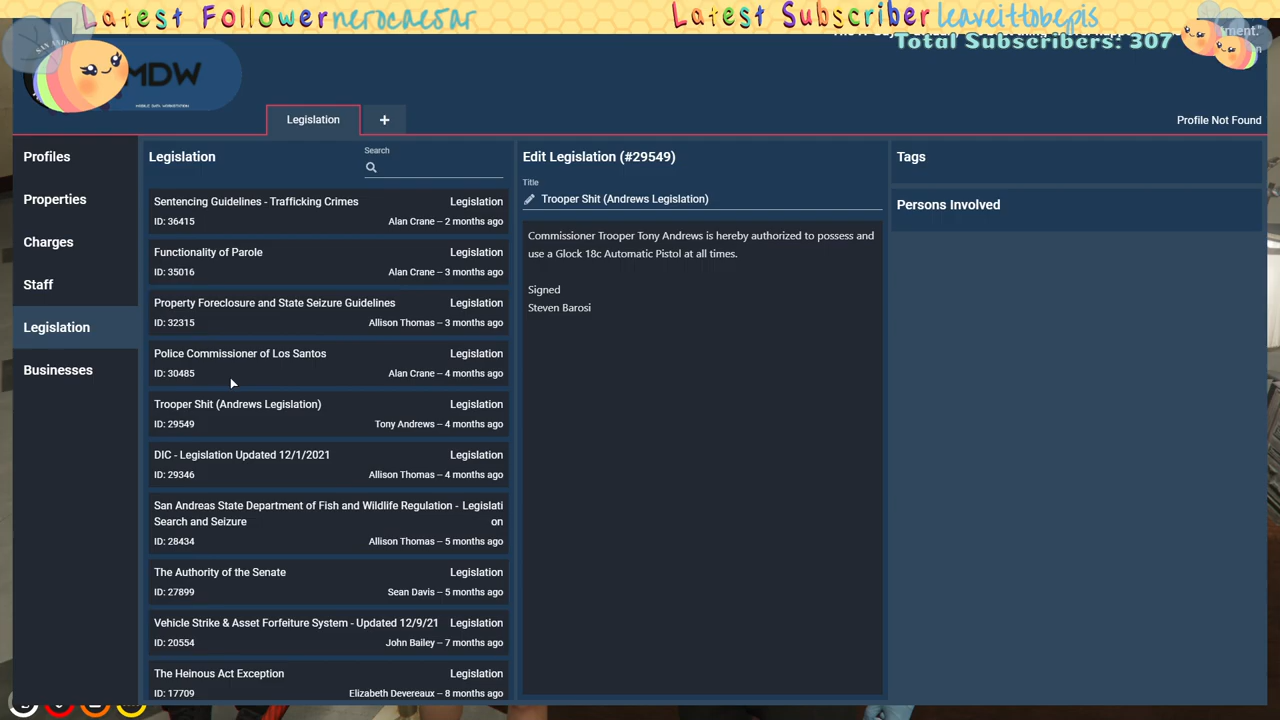 Latest Follower nerocaesar
Latest Subscriber leaveittobepis
Total Subscribers: 307
tment."
SAN ANDR
MDW
MOBILE DATA WORKSTATION
Legislation
+
Profile Not Found
Profiles
Properties
Charges
Staff
Legislation
Businesses
Legislation
Search
Sentencing Guidelines - Trafficking Crimes Legislation
ID: 36415 Alan Crane – 2 months ago
Functionality of Parole Legislation
ID: 35016 Alan Crane – 3 months ago
Property Foreclosure and State Seizure Guidelines Legislation
ID: 32315 Allison Thomas – 3 months ago
Police Commissioner of Los Santos Legislation
ID: 30485 Alan Crane – 4 months ago
Trooper Shit (Andrews Legislation) Legislation
ID: 29549 Tony Andrews – 4 months ago
DIC - Legislation Updated 12/1/2021 Legislation
ID: 29346 Allison Thomas – 4 months ago
San Andreas State Department of Fish and Wildlife Regulation - Legislati
Search and Seizure on
ID: 28434 Allison Thomas – 5 months ago
The Authority of the Senate Legislation
ID: 27899 Sean Davis – 5 months ago
Vehicle Strike & Asset Forfeiture System - Updated 12/9/21 Legislation
ID: 20554 John Bailey – 7 months ago
The Heinous Act Exception Legislation
ID: 17709 Elizabeth Devereaux – 8 months ago
Edit Legislation (#29549)
Title
Trooper Shit (Andrews Legislation)
Commissioner Trooper Tony Andrews is hereby authorized to possess and
use a Glock 18c Automatic Pistol at all times.
Signed
Steven Barosi
Tags
Persons Involved